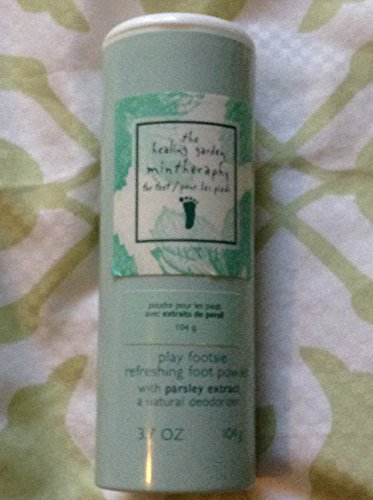 the
healing garden
mintheraphy
for feet / pour les pieds
poudre pour les pieds
avec extraits de persil
104 g
play footsie
refreshing foot powder
with parsley extract
a natural deodorizer
3.7 OZ 104g